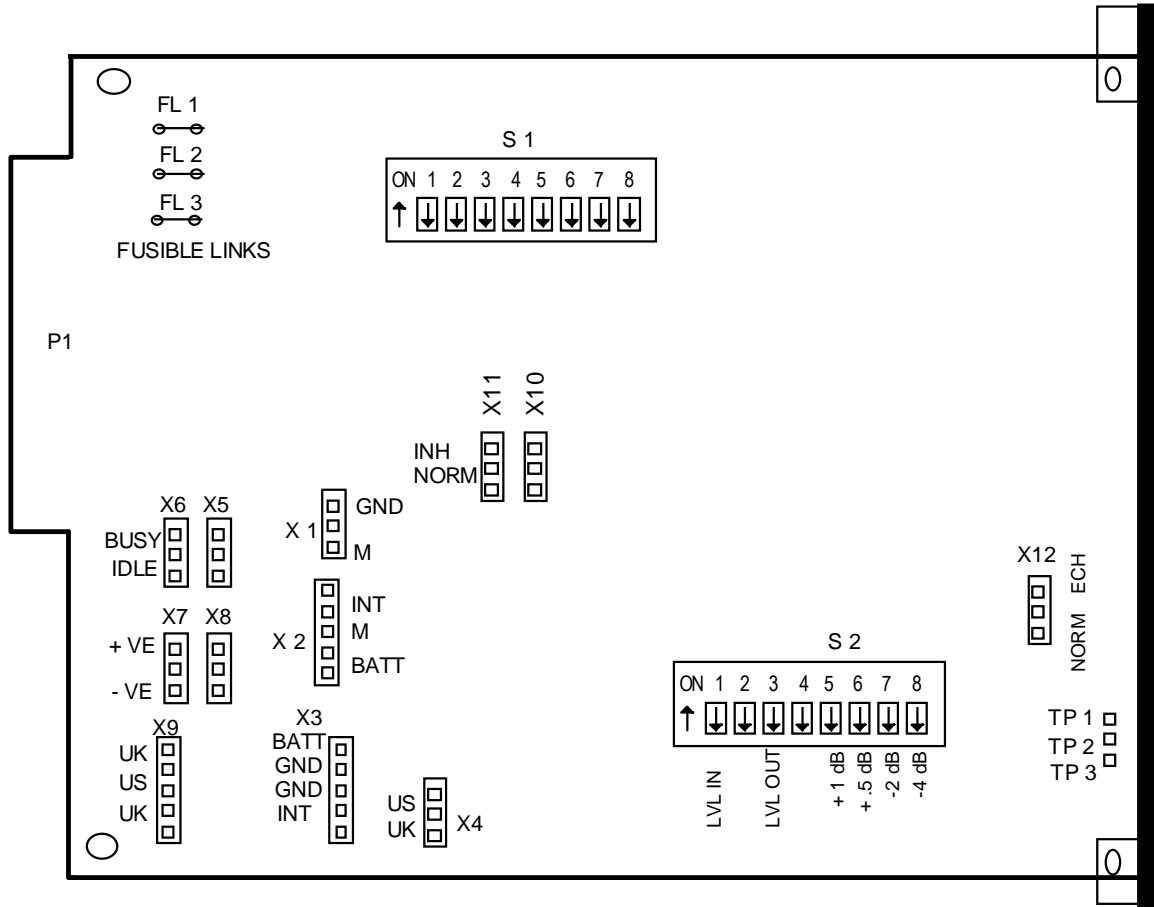 FL 1
FL 2
FL 3
FUSIBLE LINKS
S 1
ON 1 2 3 4 5 6 7 8
P1
X11
X10
INH
NORM
X6
X5
BUSY
IDLE
X 1
GND
M
X7
X8
+ VE
- VE
X 2
INT
M
BATT
X9
UK
US
UK
X3
BATT
GND
GND
INT
US
UK
X4
S 2
ON 1 2 3 4 5 6 7 8
LVL IN
LVL OUT
+ 1 dB
+ .5 dB
-2 dB
-4 dB
X12
ECH
NORM
TP 1
TP 2
TP 3